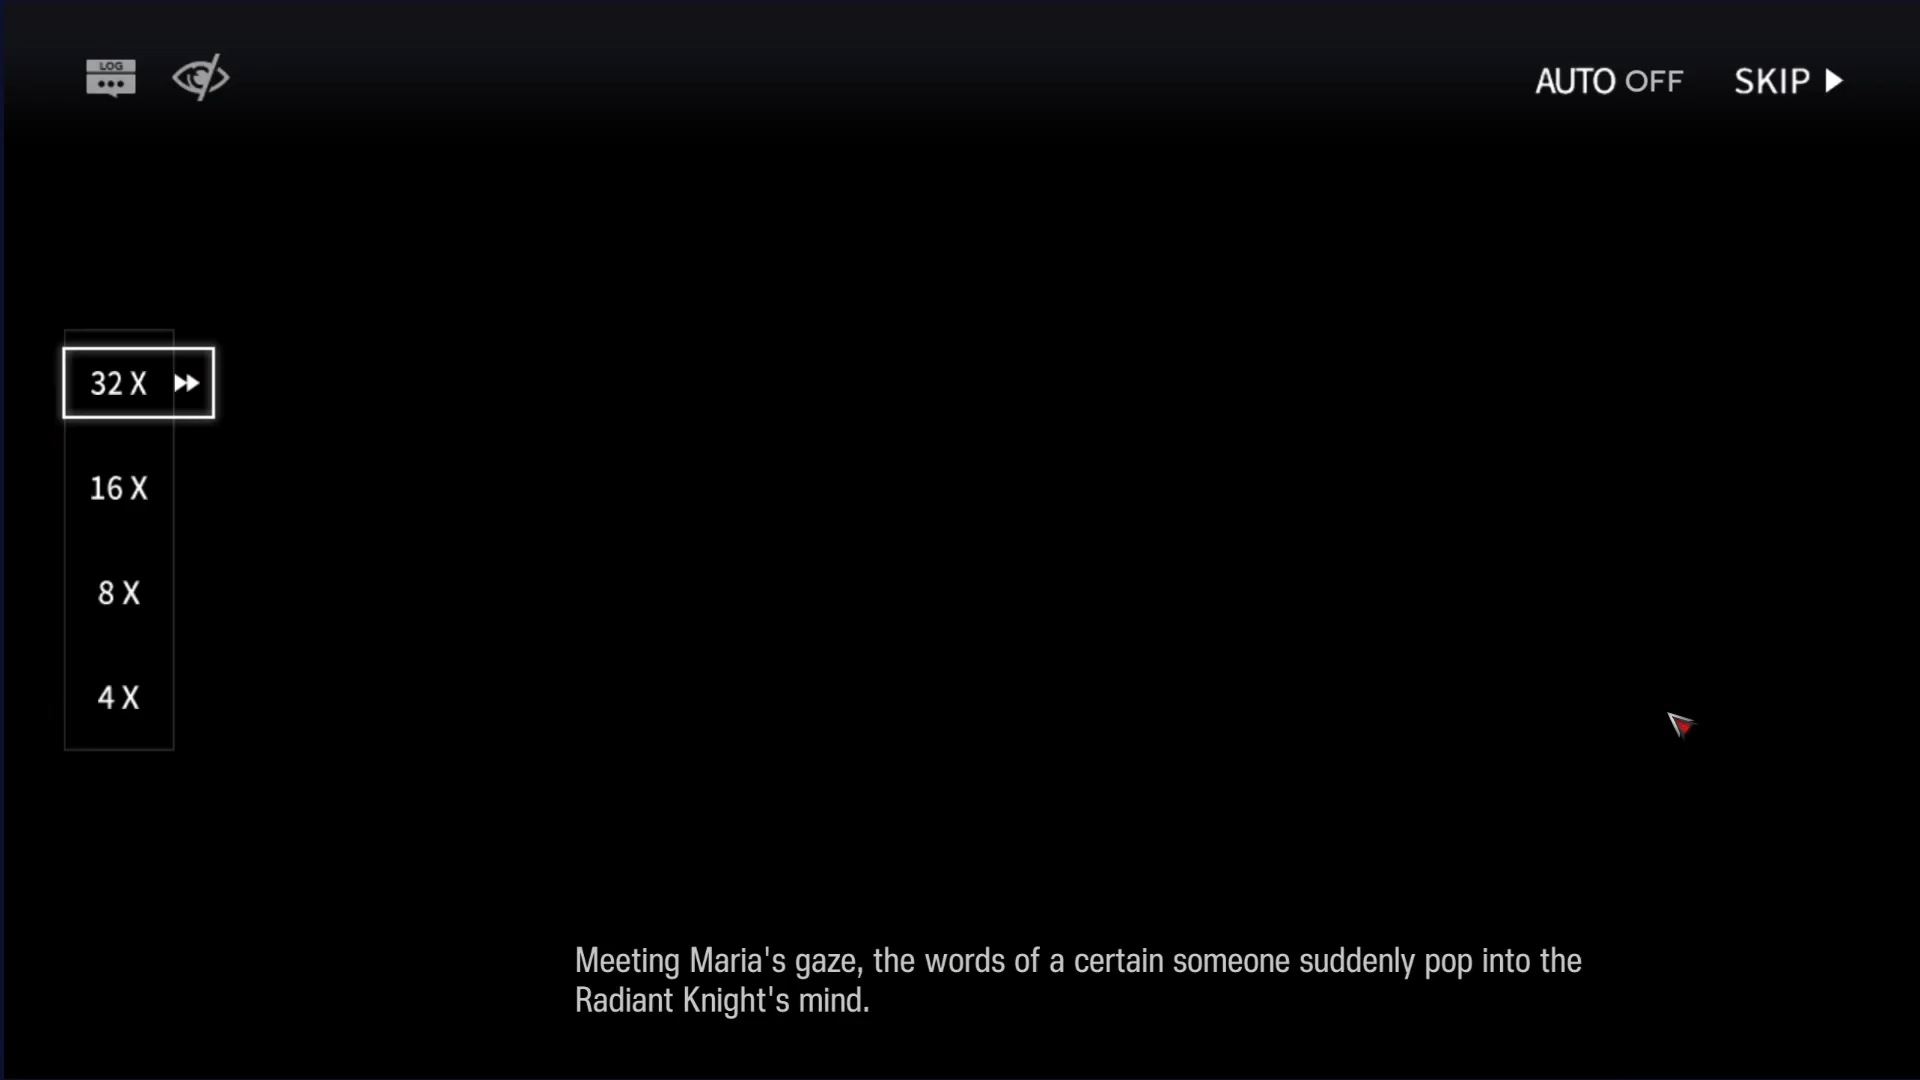 LOG
AUTO OFF
SKIP
32 X
16 X
8 X
4 X
Meeting Maria's gaze, the words of a certain someone suddenly pop into the
Radiant Knight's mind.